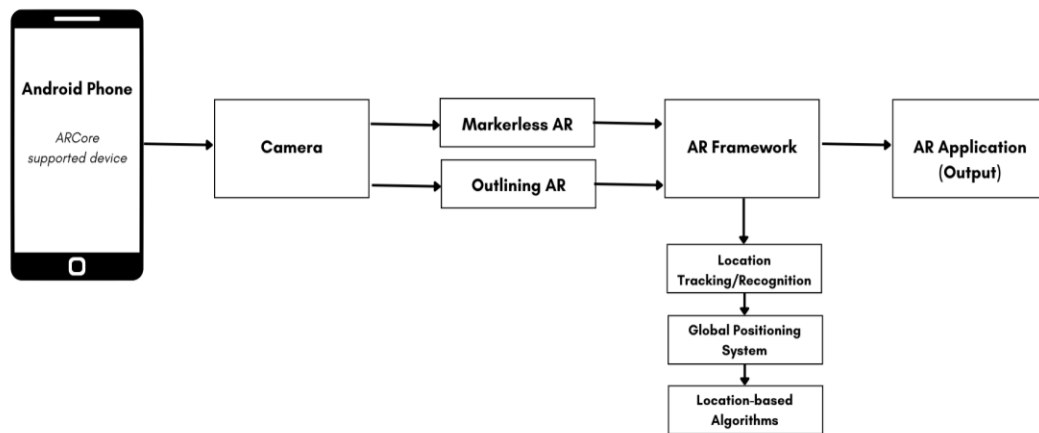 Android Phone
ARCore
supported device
Camera
Markerless AR
Outlining AR
AR Framework
AR Application
(Output)
Location
Tracking/Recognition
Global Positioning
System
Location-based
Algorithms